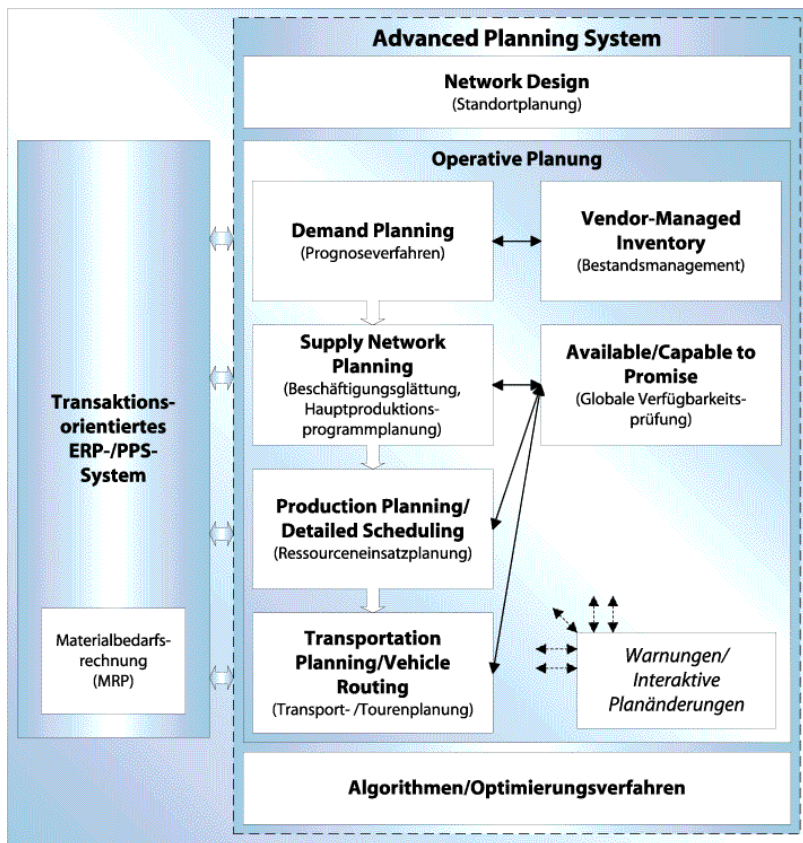 Advanced Planning System
Network Design
(Standortplanung)
Operative Planung
Demand Planning
(Prognoseverfahren)
Vendor-Managed
Inventory
(Bestandsmanagement)
Supply Network
Planning
(Beschäftigungsglättung,
Hauptproduktions-
programmplanung)
Available/Capable to
Promise
(Globale Verfügbarkeits-
prüfung)
Transaktions-
orientiertes
ERP-/PPS-
System
Production Planning/
Detailed Scheduling
(Ressourceneinsatzplanung)
Materialbedarfs-
rechnung
(MRP)
Transportation
Planning/Vehicle
Routing
(Transport- /Tourenplanung)
Warnungen/
Interaktive
Planänderungen
Algorithmen/Optimierungsverfahren